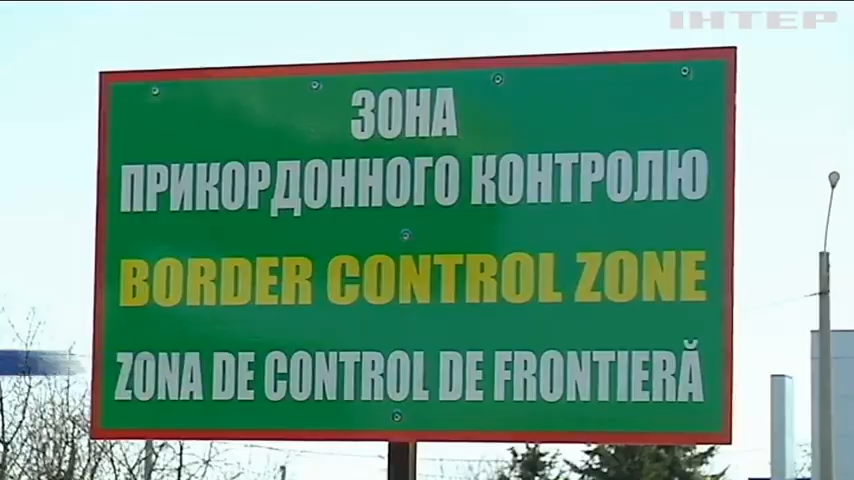 ІНТЕР
ЗОНА
ПРИКОРДОННОГО КОНТРОЛЮ
BORDER CONTROL ZONE
ZONA DE CONTROL DE FRONTIERĂ